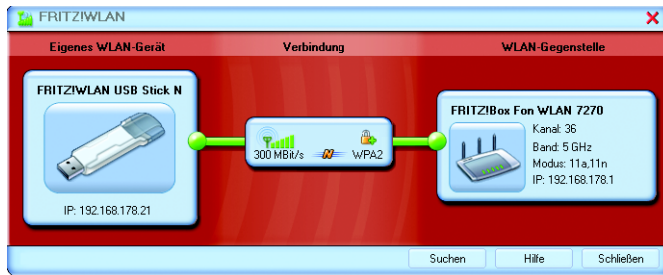 FRITZ!WLAN
Eigenes WLAN-Gerät
Verbindung
WLAN-Gegenstelle
FRITZ!WLAN USB Stick N
IP: 192.168.178.21
300 MBit/s
N
WPA2
FRITZ!Box Fon WLAN 7270
Kanal: 36
Band: 5 GHz
Modus: 11a,11n
IP: 192.168.178.1
Suchen
Hilfe
Schließen